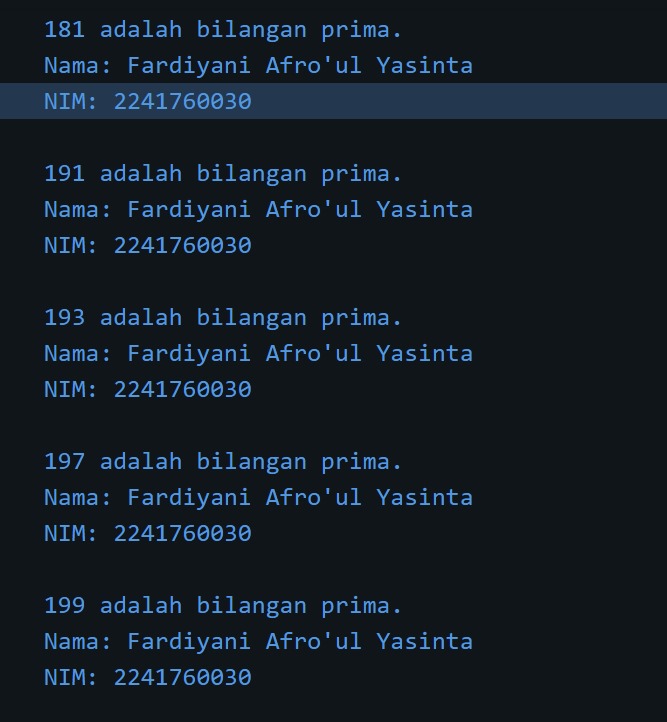 181 adalah bilangan prima.
Nama: Fardiyani Afro'ul Yasinta
NIM: 2241760030
191 adalah bilangan prima.
Nama: Fardiyani Afro'ul Yasinta
NIM: 2241760030
193 adalah bilangan prima.
Nama: Fardiyani Afro'ul Yasinta
NIM: 2241760030
197 adalah bilangan prima.
Nama: Fardiyani Afro'ul Yasinta
NIM: 2241760030
199 adalah bilangan prima.
Nama: Fardiyani Afro'ul Yasinta
NIM: 2241760030